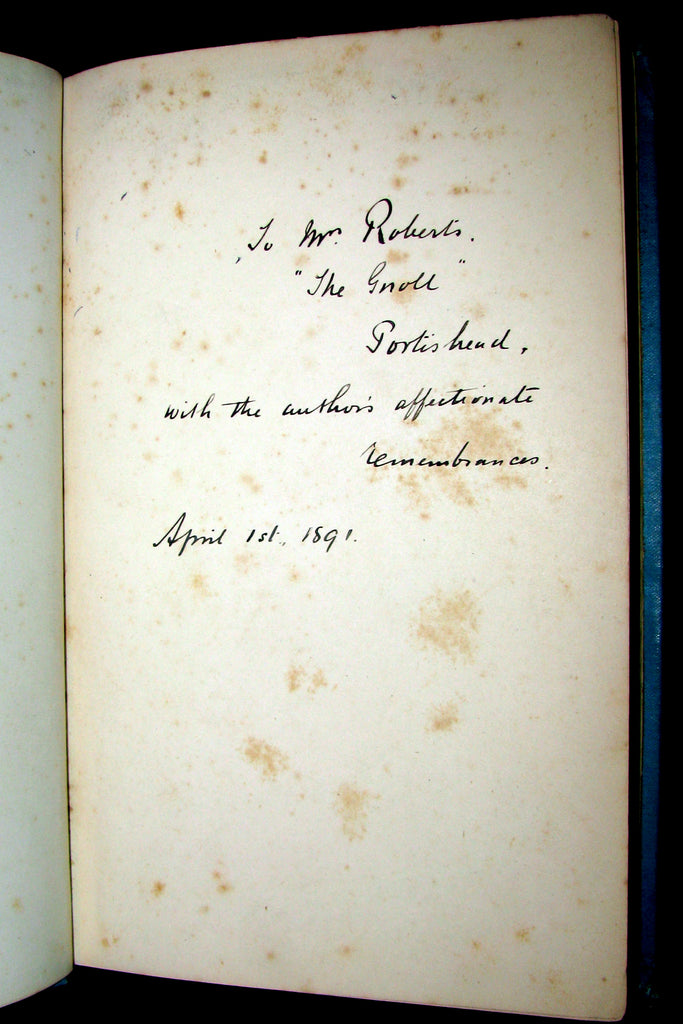 To Mrs. Roberts.
"The Gnoll"
Portishead,
with the author's affectionate
remembrances.
April 1st, 1891.